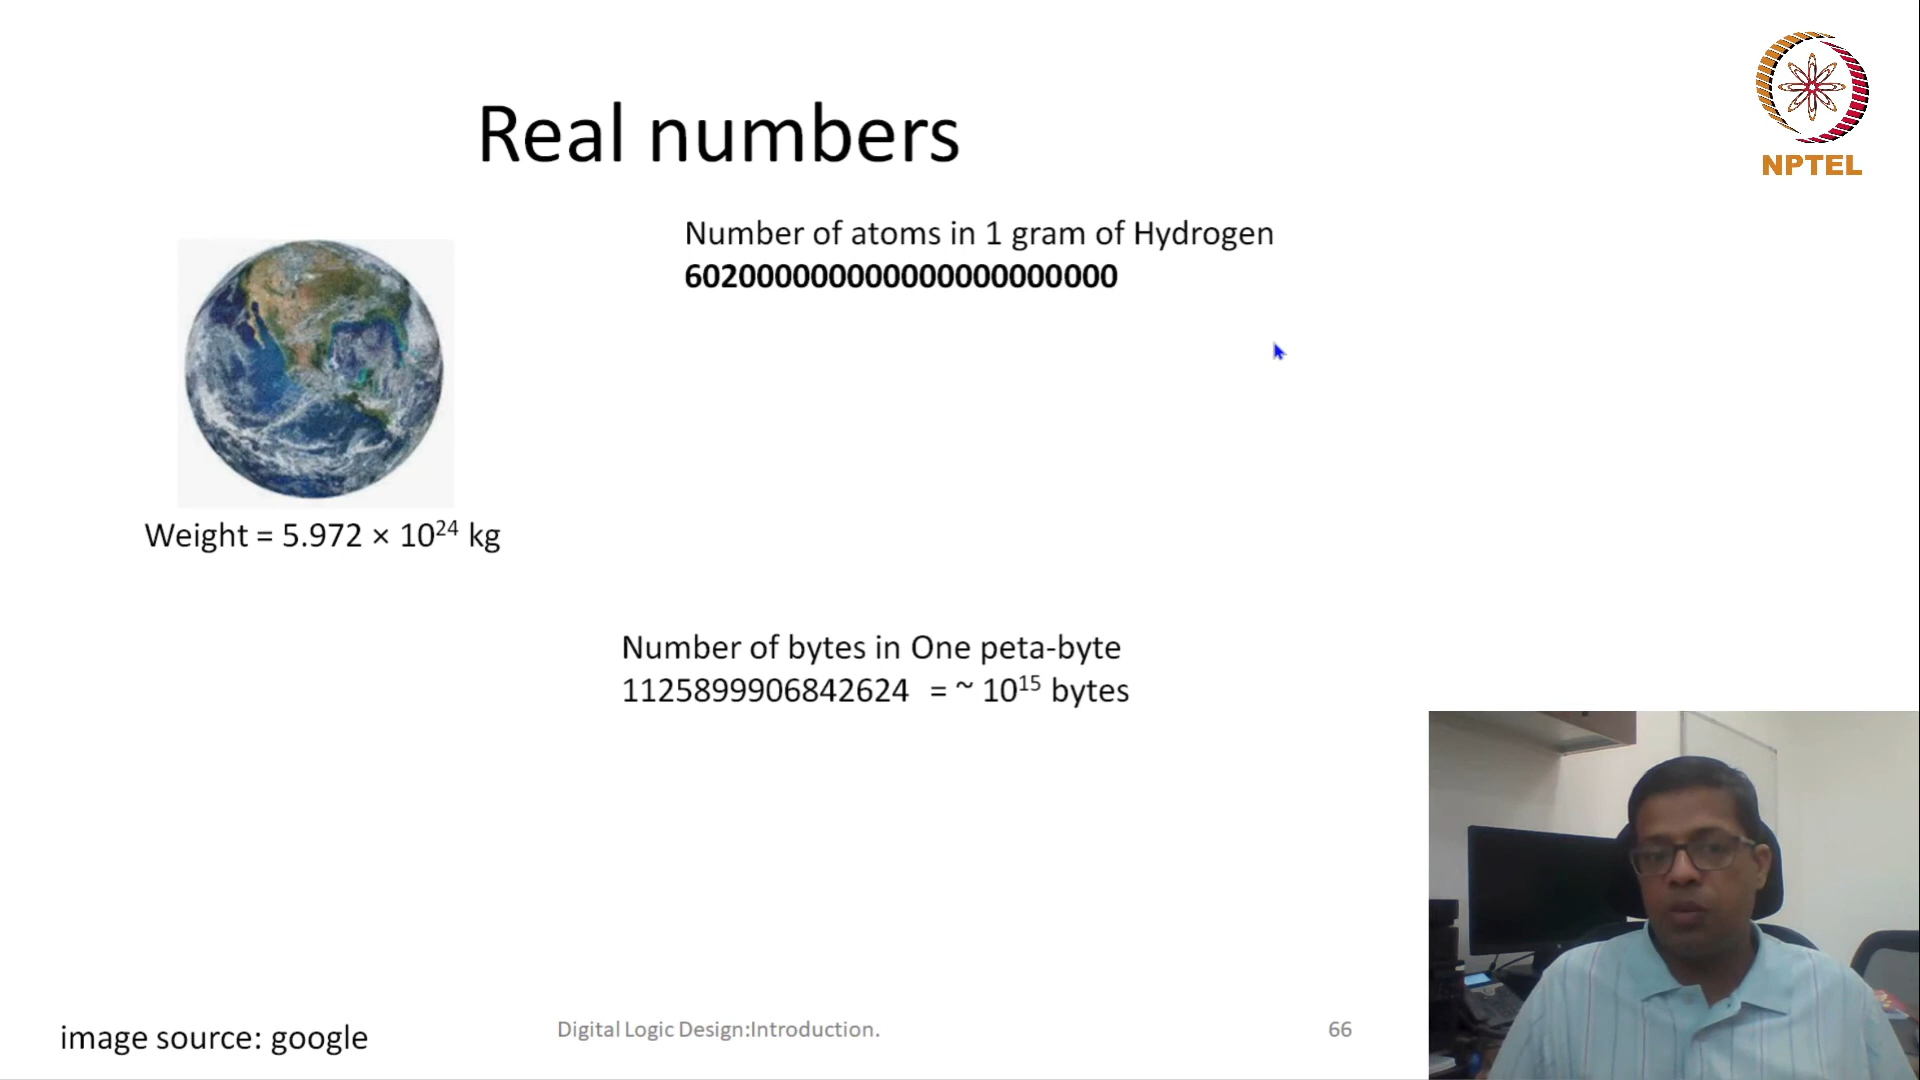 NPTEL
Real numbers
Number of atoms in 1 gram of Hydrogen
602000000000000000000000
Weight = 5.972 × 10²⁴ kg
Number of bytes in One peta-byte
1125899906842624 = ~ 10¹⁵ bytes
image source: google
Digital Logic Design:Introduction.
66